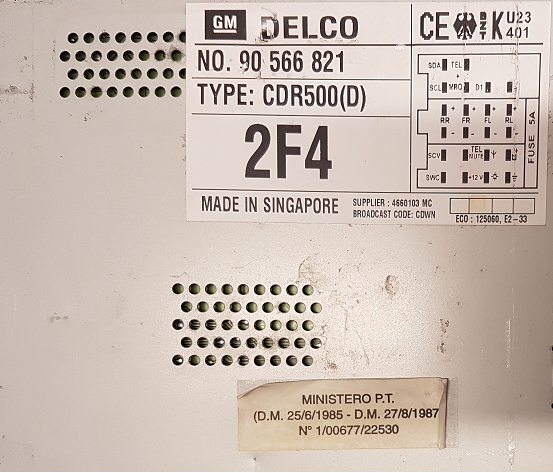 GM DELCO
NO. 90 566 821
TYPE: CDR500(D)
2F4
MADE IN SINGAPORE
SUPPLIER : 4660103 MC
BROADCAST CODE: CDWN
CE BZT K U23
401
SDA TEL
+
SCL MRQ D1
+ + + +
RR FR FL RL
- - - -
FUSE 5A
SCV TEL
MUTE
SWC +12V
ECO : 125060, E2-33
MINISTERO P.T.
(D.M. 25/6/1985 - D.M. 27/8/1987
N° 1/00677/22530